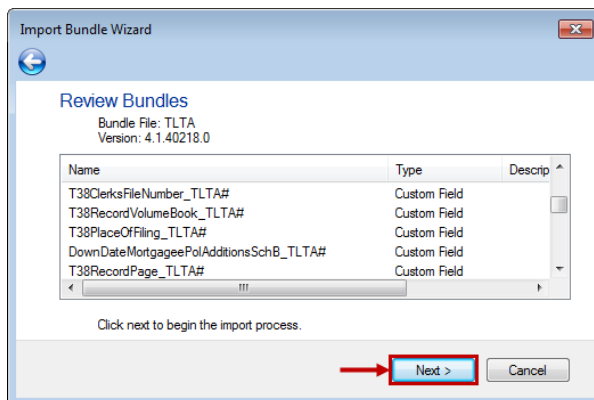 Import Bundle Wizard
Review Bundles
Bundle File: TLTA
Version: 4.1.40218.0
Name Type Descrip
T38ClerksFileNumber_TLTA# Custom Field
T38RecordVolumeBook_TLTA# Custom Field
T38PlaceOfFiling_TLTA# Custom Field
DownDateMortgageePolAdditionsSchB_TLTA# Custom Field
T38RecordPage_TLTA# Custom Field
Click next to begin the import process.
Next > Cancel